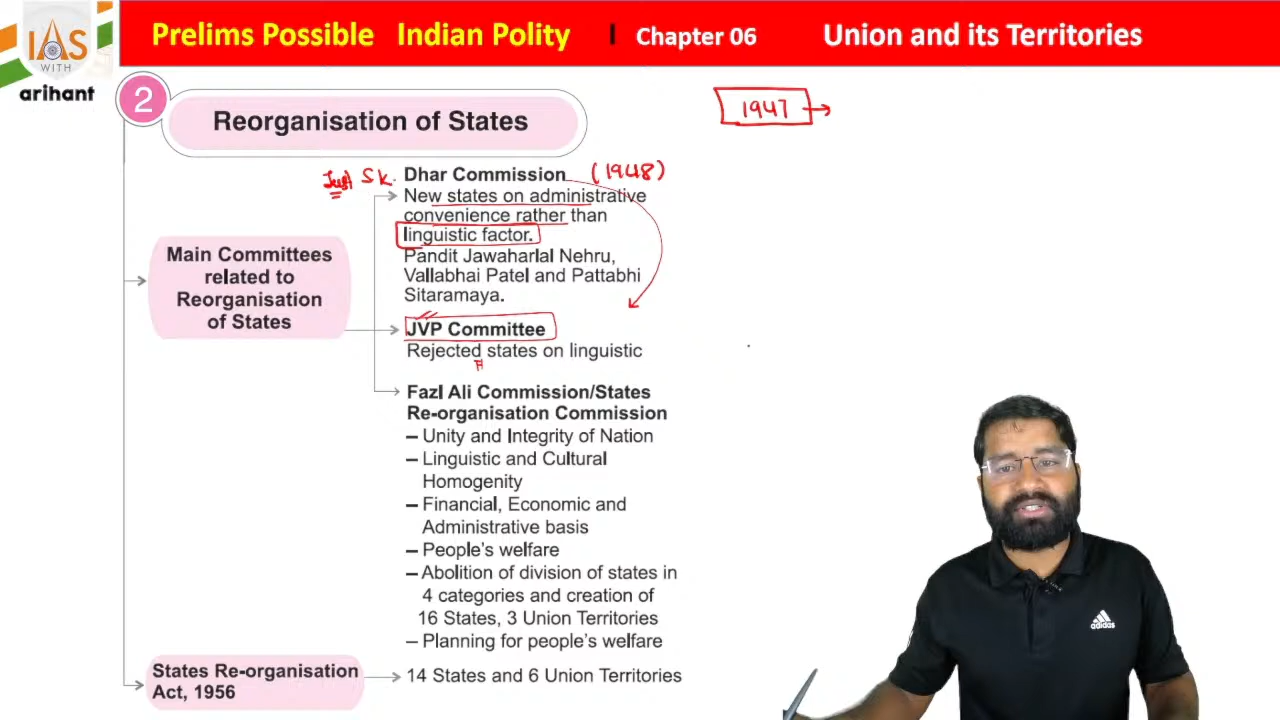 Prelims Possible Indian Polity | Chapter 06 Union and its Territories
IAS
WITH
arihant
2
Reorganisation of States
1947
Just S K. Dhar Commission (1948)
New states on administrative
convenience rather than
linguistic factor.
Pandit Jawaharlal Nehru,
Vallabhai Patel and Pattabhi
Sitaramaya.
Main Committees
related to
Reorganisation
of States
JVP Committee
Rejected states on linguistic
Fazl Ali Commission/States
Re-organisation Commission
– Unity and Integrity of Nation
– Linguistic and Cultural
Homogenity
– Financial, Economic and
Administrative basis
– People's welfare
– Abolition of division of states in
4 categories and creation of
16 States, 3 Union Territories
– Planning for people's welfare
States Re-organisation
Act, 1956
14 States and 6 Union Territories
adidas